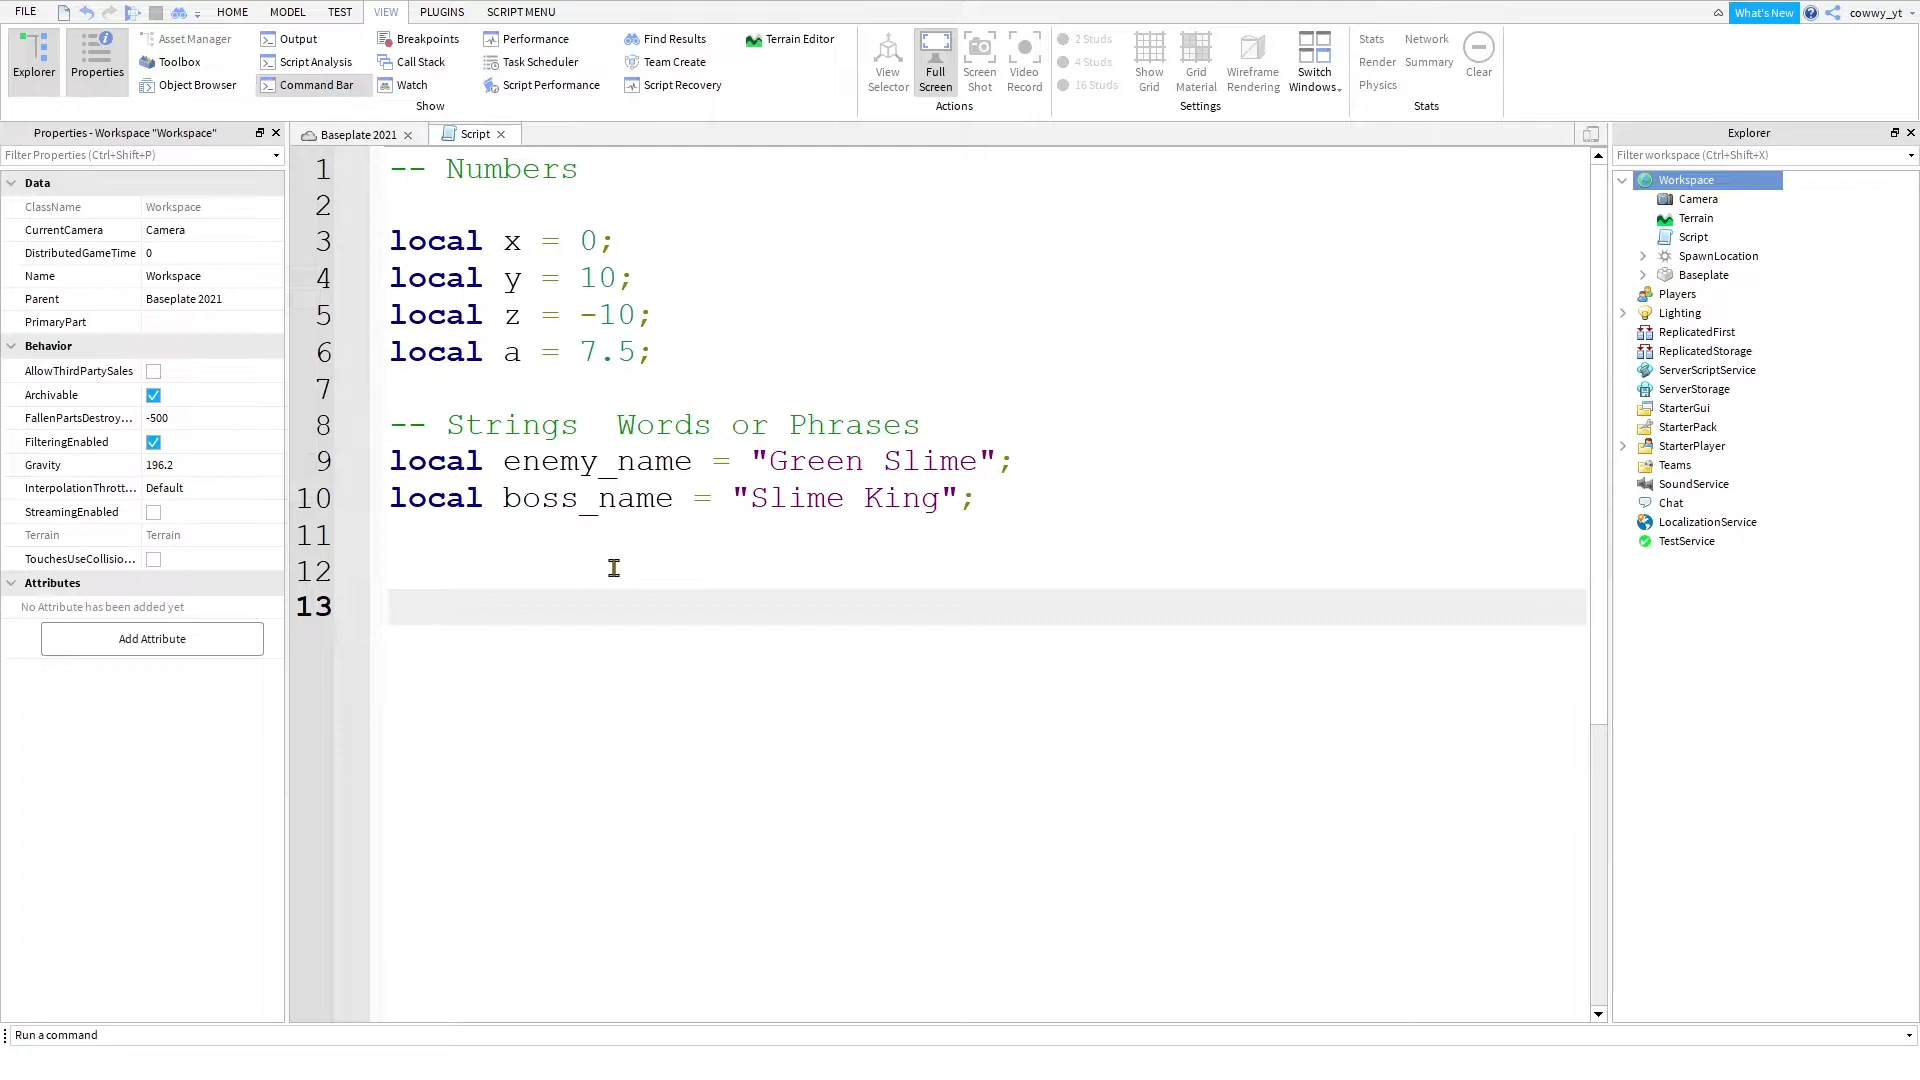 FILE HOME MODEL TEST VIEW PLUGINS SCRIPT MENU What's New cowwy_yt
Explorer
Properties
Asset Manager
Toolbox
Object Browser
Output
Script Analysis
Command Bar
Breakpoints
Call Stack
Watch
Performance
Task Scheduler
Script Performance
Find Results
Team Create
Script Recovery
Terrain Editor
Show
View Selector
Full Screen
Screen Shot
Video Record
Actions
2 Studs
4 Studs
16 Studs
Show Grid
Grid Material
Wireframe Rendering
Switch Windows
Settings
Stats
Render
Physics
Network
Summary
Clear
Stats
Properties - Workspace "Workspace"
Filter Properties (Ctrl+Shift+P)
Data
ClassName Workspace
CurrentCamera Camera
DistributedGameTime 0
Name Workspace
Parent Baseplate 2021
PrimaryPart
Behavior
AllowThirdPartySales
Archivable
FallenPartsDestroy... -500
FilteringEnabled
Gravity 196.2
InterpolationThrott... Default
StreamingEnabled
Terrain Terrain
TouchesUseCollisio...
Attributes
No Attribute has been added yet
Add Attribute
Baseplate 2021
Script
1 -- Numbers
2
3 local x = 0;
4 local y = 10;
5 local z = -10;
6 local a = 7.5;
7
8 -- Strings  Words or Phrases
9 local enemy_name = "Green Slime";
10 local boss_name = "Slime King";
11
12
13
Explorer
Filter workspace (Ctrl+Shift+X)
Workspace
Camera
Terrain
Script
SpawnLocation
Baseplate
Players
Lighting
ReplicatedFirst
ReplicatedStorage
ServerScriptService
ServerStorage
StarterGui
StarterPack
StarterPlayer
Teams
SoundService
Chat
LocalizationService
TestService
Run a command